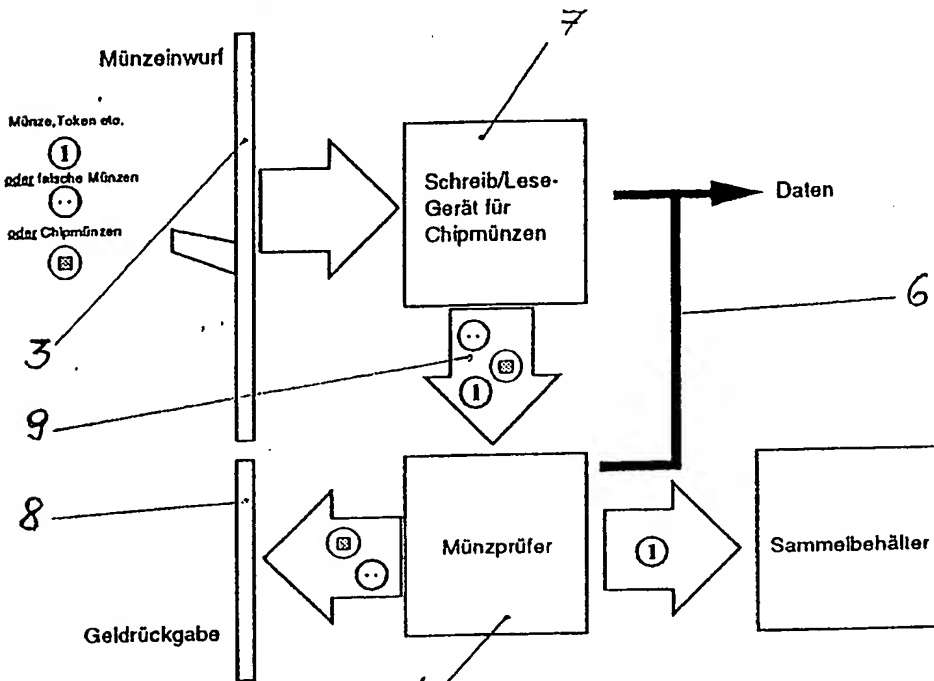 7
Münzeinwurf
Münze, Token etc.
1
oder falsche Münzen
oder Chipmünzen
Schreib/Lese-
Gerät für
Chipmünzen
Daten
6
3
9
1
8
Münzprüfer
1
Sammelbehälter
Geldrückgabe